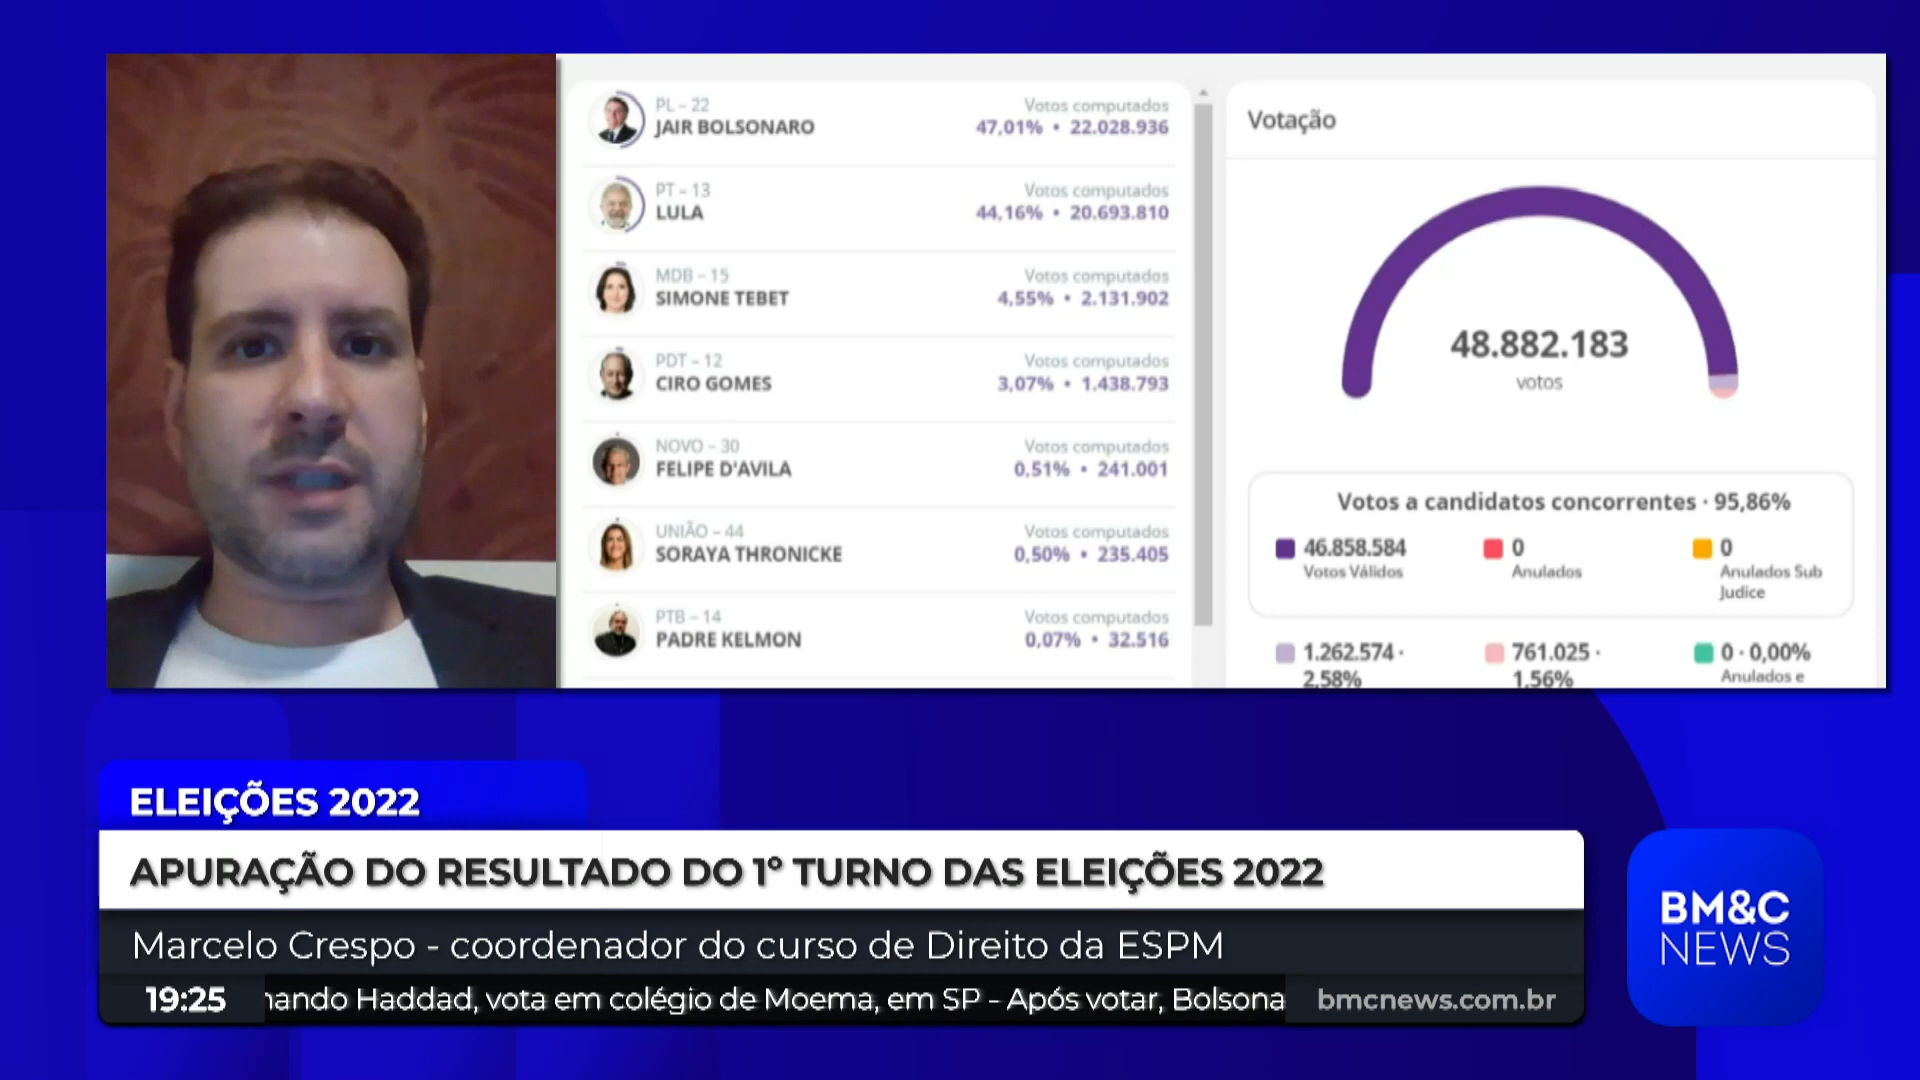 PL – 22
Votos computados
JAIR BOLSONARO
47,01% • 22.028.936
PT – 13
Votos computados
LULA
44,16% • 20.693.810
MDB – 15
Votos computados
SIMONE TEBET
4,55% • 2.131.902
PDT – 12
Votos computados
CIRO GOMES
3,07% • 1.438.793
NOVO – 30
Votos computados
FELIPE D'AVILA
0,51% • 241.001
UNIÃO – 44
Votos computados
SORAYA THRONICKE
0,50% • 235.405
PTB – 14
Votos computados
PADRE KELMON
0,07% • 32.516
Votação
48.882.183
votos
Votos a candidatos concorrentes · 95,86%
46.858.584
Votos Válidos
0
Anulados
0
Anulados Sub
Judice
1.262.574 ·
2,58%
761.025 ·
1,56%
0 · 0,00%
Anulados e
ELEIÇÕES 2022
APURAÇÃO DO RESULTADO DO 1º TURNO DAS ELEIÇÕES 2022
Marcelo Crespo - coordenador do curso de Direito da ESPM
19:25
nando Haddad, vota em colégio de Moema, em SP - Após votar, Bolsona
bmcnews.com.br
BM&C
NEWS